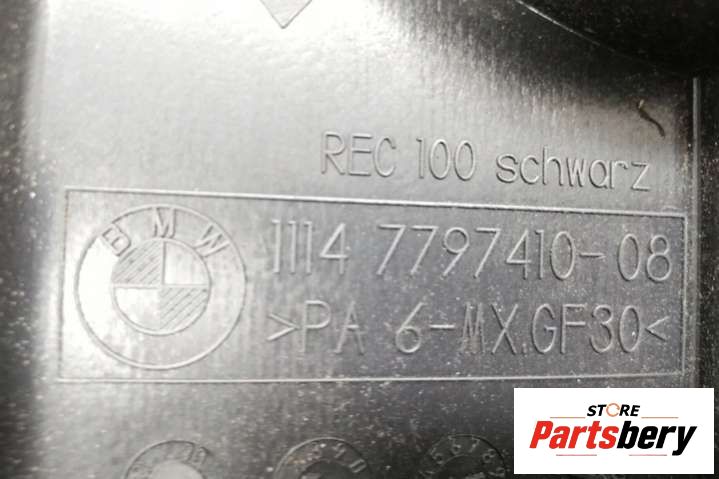 REC 100 schwarz
BMW
1114 7797410-08
>PA 6-MX.GF30<
STORE
Partsbery